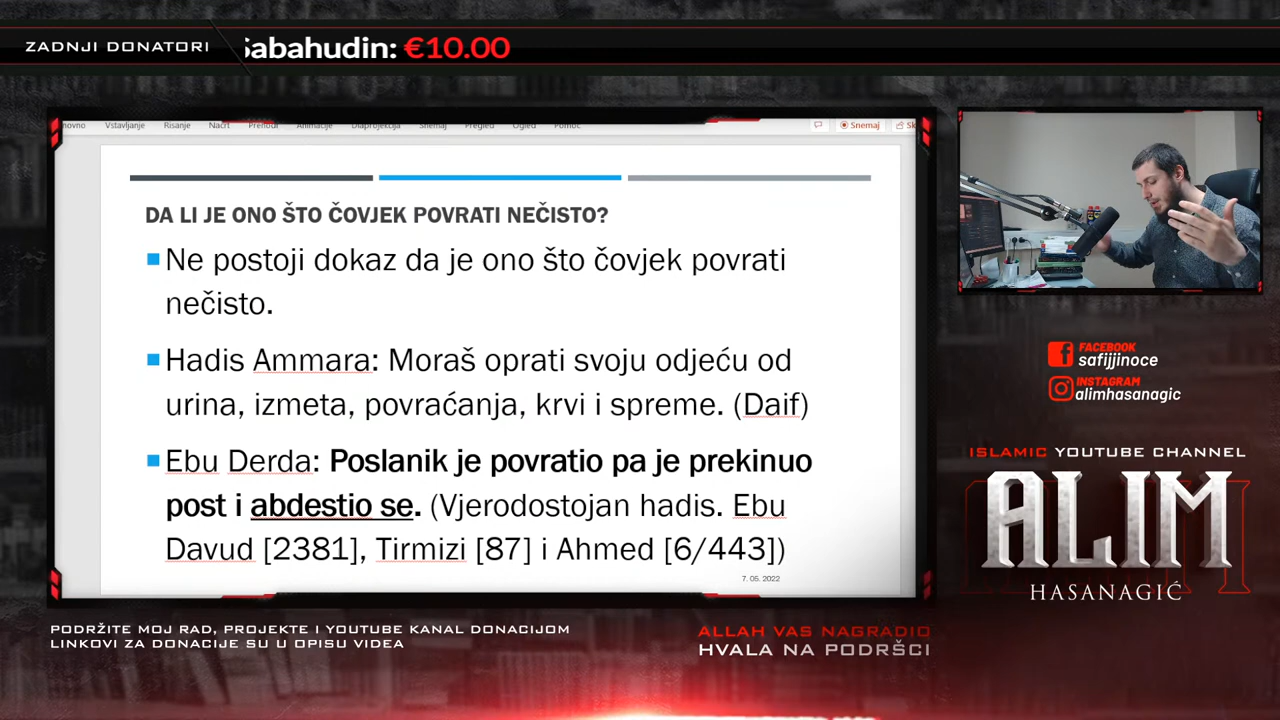 ZADNJI DONATORI
Sabahudin: €10.00
Vstavljanje Risanje Načrt Prehodi Animacije Diaprojekcija Snemaj Pregled Ogled Pomoč
Snemaj
DA LI JE ONO ŠTO ČOVJEK POVRATI NEČISTO?
Ne postoji dokaz da je ono što čovjek povrati
nečisto.
Hadis Ammara: Moraš oprati svoju odjeću od
urina, izmeta, povraćanja, krvi i spreme. (Daif)
Ebu Derda: Poslanik je povratio pa je prekinuo
post i abdestio se. (Vjerodostojan hadis. Ebu
Davud [2381], Tirmizi [87] i Ahmed [6/443])
7. 05. 2022
FACEBOOK
safijjinoce
INSTAGRAM
alimhasanagic
ISLAMIC YOUTUBE CHANNEL
ALIM
HASANAGIĆ
PODRŽITE MOJ RAD, PROJEKTE I YOUTUBE KANAL DONACIJOM
LINKOVI ZA DONACIJE SU U OPISU VIDEA
ALLAH VAS NAGRADIO
HVALA NA PODRŠCI